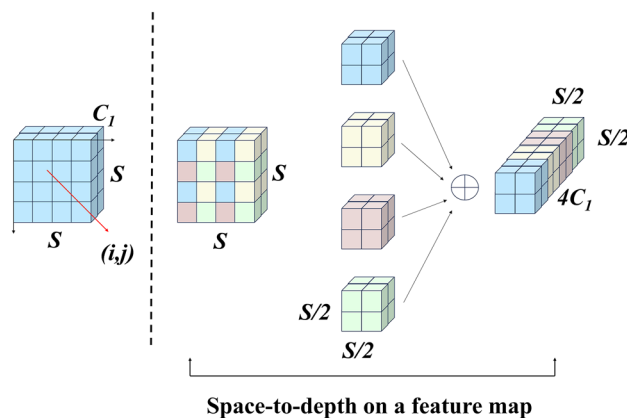 C1
S
S
(i,j)
S
S
S/2
S/2
S/2
S/2
4C1
Space-to-depth on a feature map